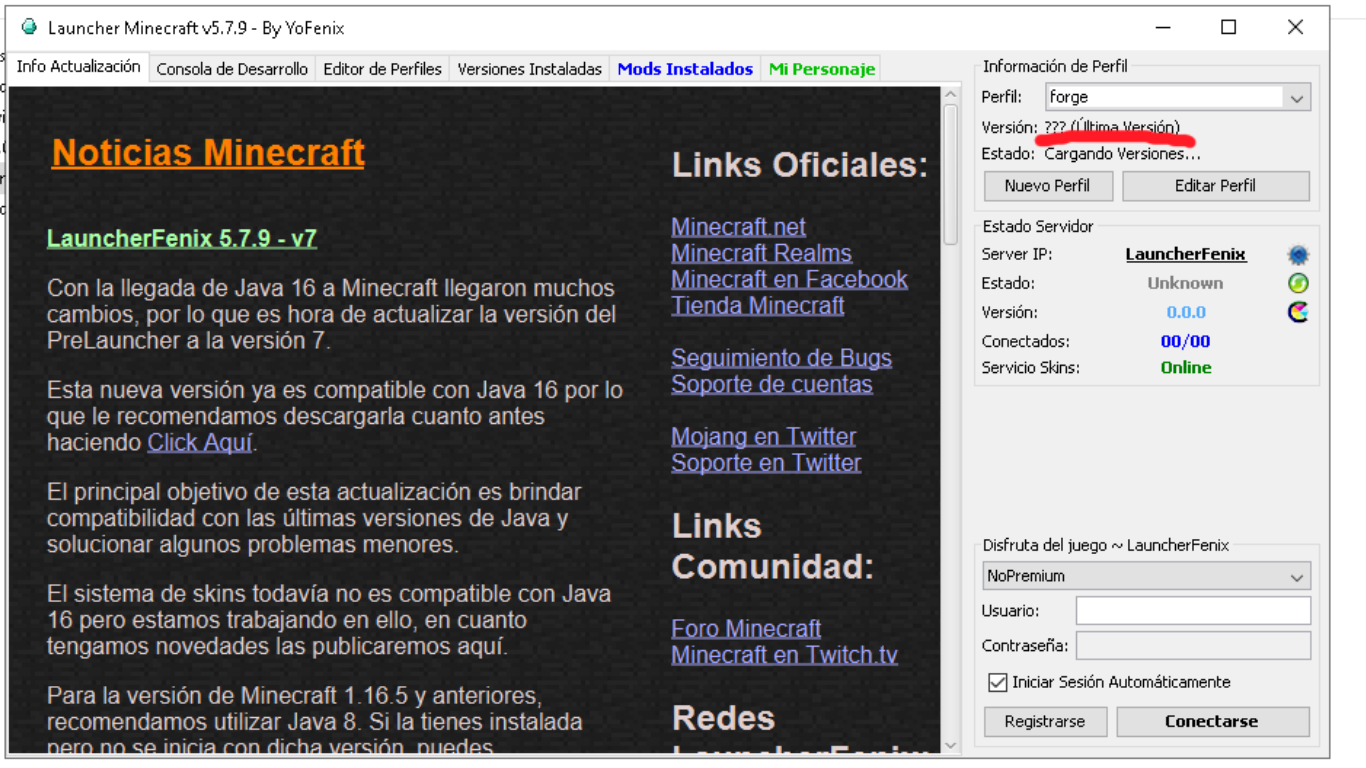 Launcher Minecraft v5.7.9 - By YoFenix
Info Actualización
Consola de Desarrollo
Editor de Perfiles
Versiones Instaladas
Mods Instalados
Mi Personaje
Noticias Minecraft
LauncherFenix 5.7.9 - v7
Con la llegada de Java 16 a Minecraft llegaron muchos
cambios, por lo que es hora de actualizar la versión del
PreLauncher a la versión 7.
Esta nueva versión ya es compatible con Java 16 por lo
que le recomendamos descargarla cuanto antes
haciendo Click Aquí.
El principal objetivo de esta actualización es brindar
compatibilidad con las últimas versiones de Java y
solucionar algunos problemas menores.
El sistema de skins todavía no es compatible con Java
16 pero estamos trabajando en ello, en cuanto
tengamos novedades las publicaremos aquí.
Para la versión de Minecraft 1.16.5 y anteriores,
recomendamos utilizar Java 8. Si la tienes instalada
pero no se inicia con dicha versión, puedes
Links Oficiales:
Minecraft.net
Minecraft Realms
Minecraft en Facebook
Tienda Minecraft
Seguimiento de Bugs
Soporte de cuentas
Mojang en Twitter
Soporte en Twitter
Links
Comunidad:
Foro Minecraft
Minecraft en Twitch.tv
Redes
LauncherFenix:
Información de Perfil
Perfil: forge
Versión: ??? (Última Versión)
Estado: Cargando Versiones...
Nuevo Perfil
Editar Perfil
Estado Servidor
Server IP: LauncherFenix
Estado: Unknown
Versión: 0.0.0
Conectados: 00/00
Servicio Skins: Online
Disfruta del juego ~ LauncherFenix
NoPremium
Usuario:
Contraseña:
Iniciar Sesión Automáticamente
Registrarse
Conectarse